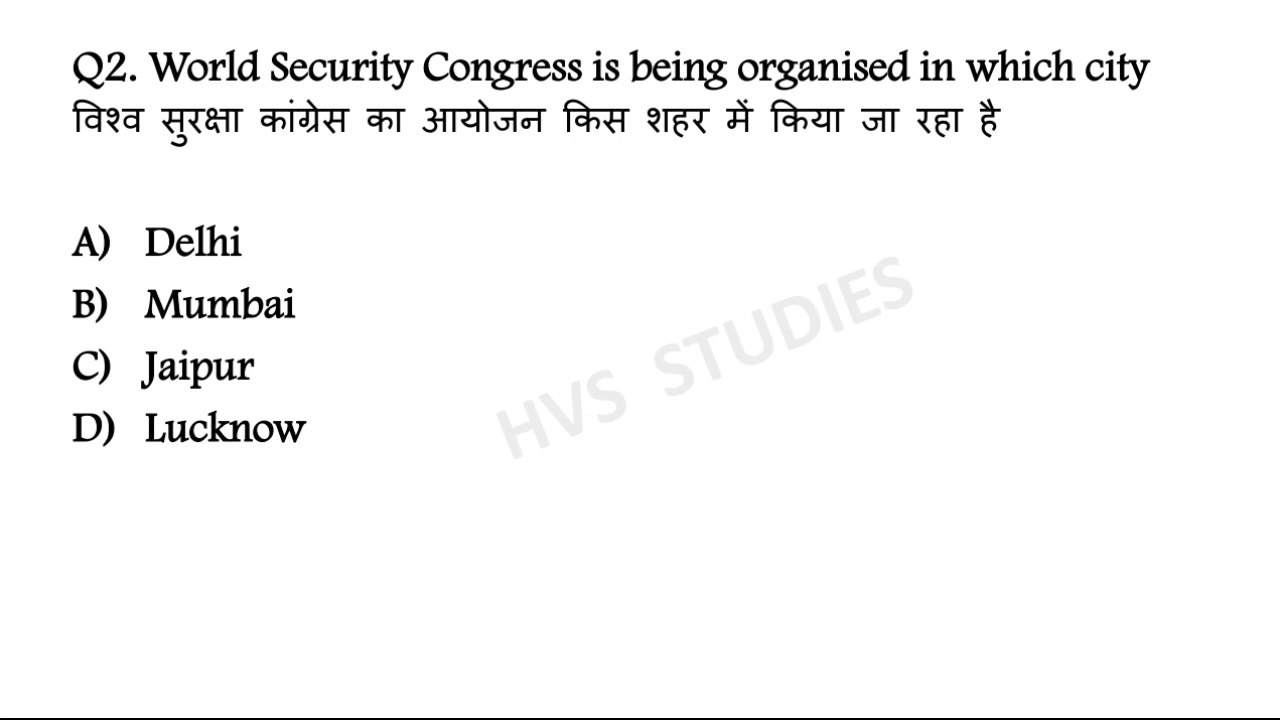 Q2. World Security Congress is being organised in which city
विश्व सुरक्षा कांग्रेस का आयोजन किस शहर में किया जा रहा है
A) Delhi
B) Mumbai
C) Jaipur
D) Lucknow
HVS STUDIES